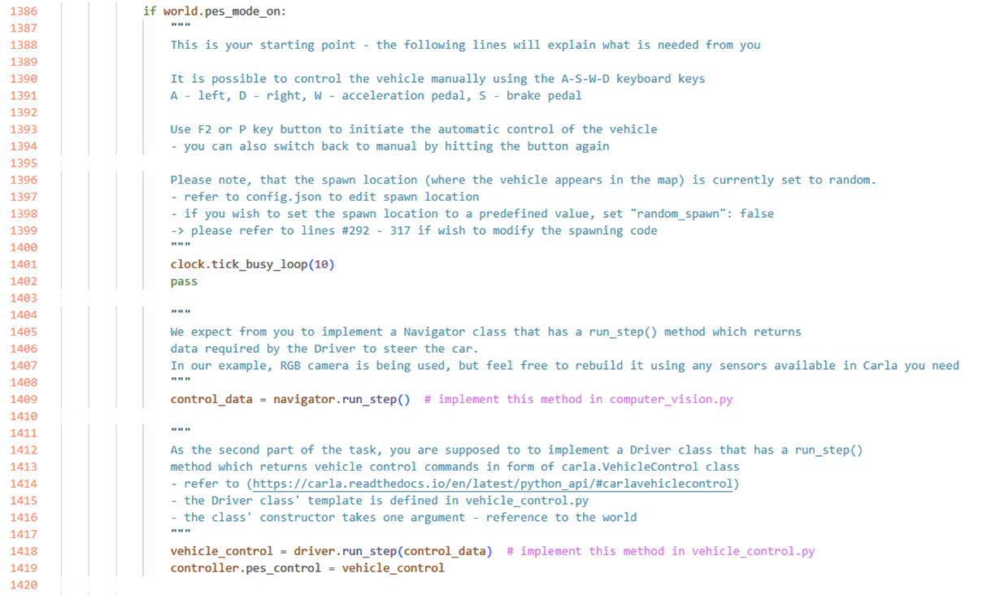 1386 if world.pes_mode_on:
1387 """
1388 This is your starting point - the following lines will explain what is needed from you
1389
1390 It is possible to control the vehicle manually using the A-S-W-D keyboard keys
1391 A - left, D - right, W - acceleration pedal, S - brake pedal
1392
1393 Use F2 or P key button to initiate the automatic control of the vehicle
1394 - you can also switch back to manual by hitting the button again
1395
1396 Please note, that the spawn location (where the vehicle appears in the map) is currently set to random.
1397 - refer to config.json to edit spawn location
1398 - if you wish to set the spawn location to a predefined value, set "random_spawn": false
1399 -> please refer to lines #292 - 317 if wish to modify the spawning code
1400 """
1401 clock.tick_busy_loop(10)
1402 pass
1403
1404 """
1405 We expect from you to implement a Navigator class that has a run_step() method which returns
1406 data required by the Driver to steer the car.
1407 In our example, RGB camera is being used, but feel free to rebuild it using any sensors available in Carla you need
1408 """
1409 control_data = navigator.run_step()  # implement this method in computer_vision.py
1410
1411 """
1412 As the second part of the task, you are supposed to to implement a Driver class that has a run_step()
1413 method which returns vehicle control commands in form of carla.VehicleControl class
1414 - refer to (https://carla.readthedocs.io/en/latest/python_api/#carlavehiclecontrol)
1415 - the Driver class' template is defined in vehicle_control.py
1416 - the class' constructor takes one argument - reference to the world
1417 """
1418 vehicle_control = driver.run_step(control_data)  # implement this method in vehicle_control.py
1419 controller.pes_control = vehicle_control
1420